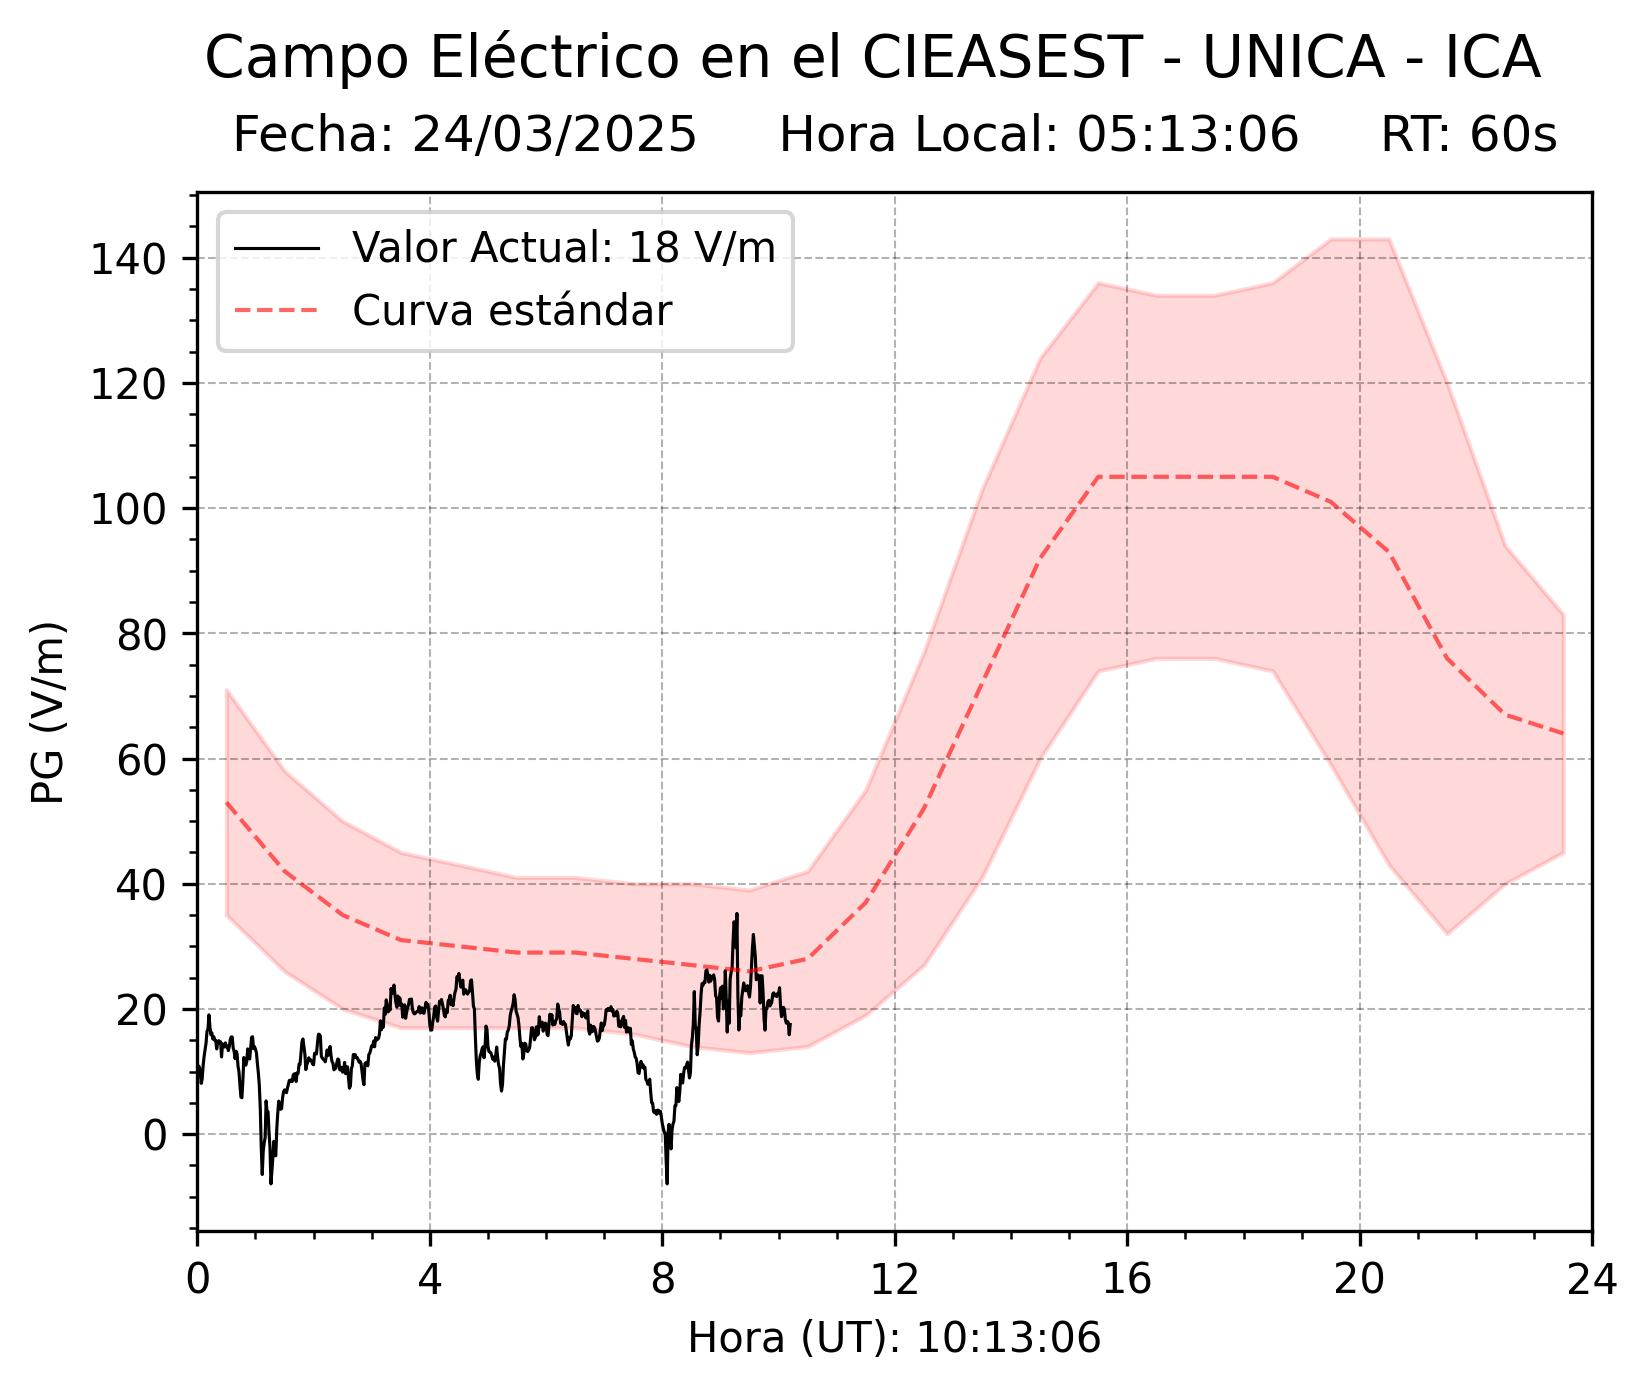 Campo Eléctrico en el CIEASEST - UNICA - ICA
Fecha: 24/03/2025 Hora Local: 05:13:06 RT: 60s
Valor Actual: 18 V/m
Curva estándar
PG (V/m)
140
120
100
80
60
40
20
0
0 4 8 12 16 20 24
Hora (UT): 10:13:06